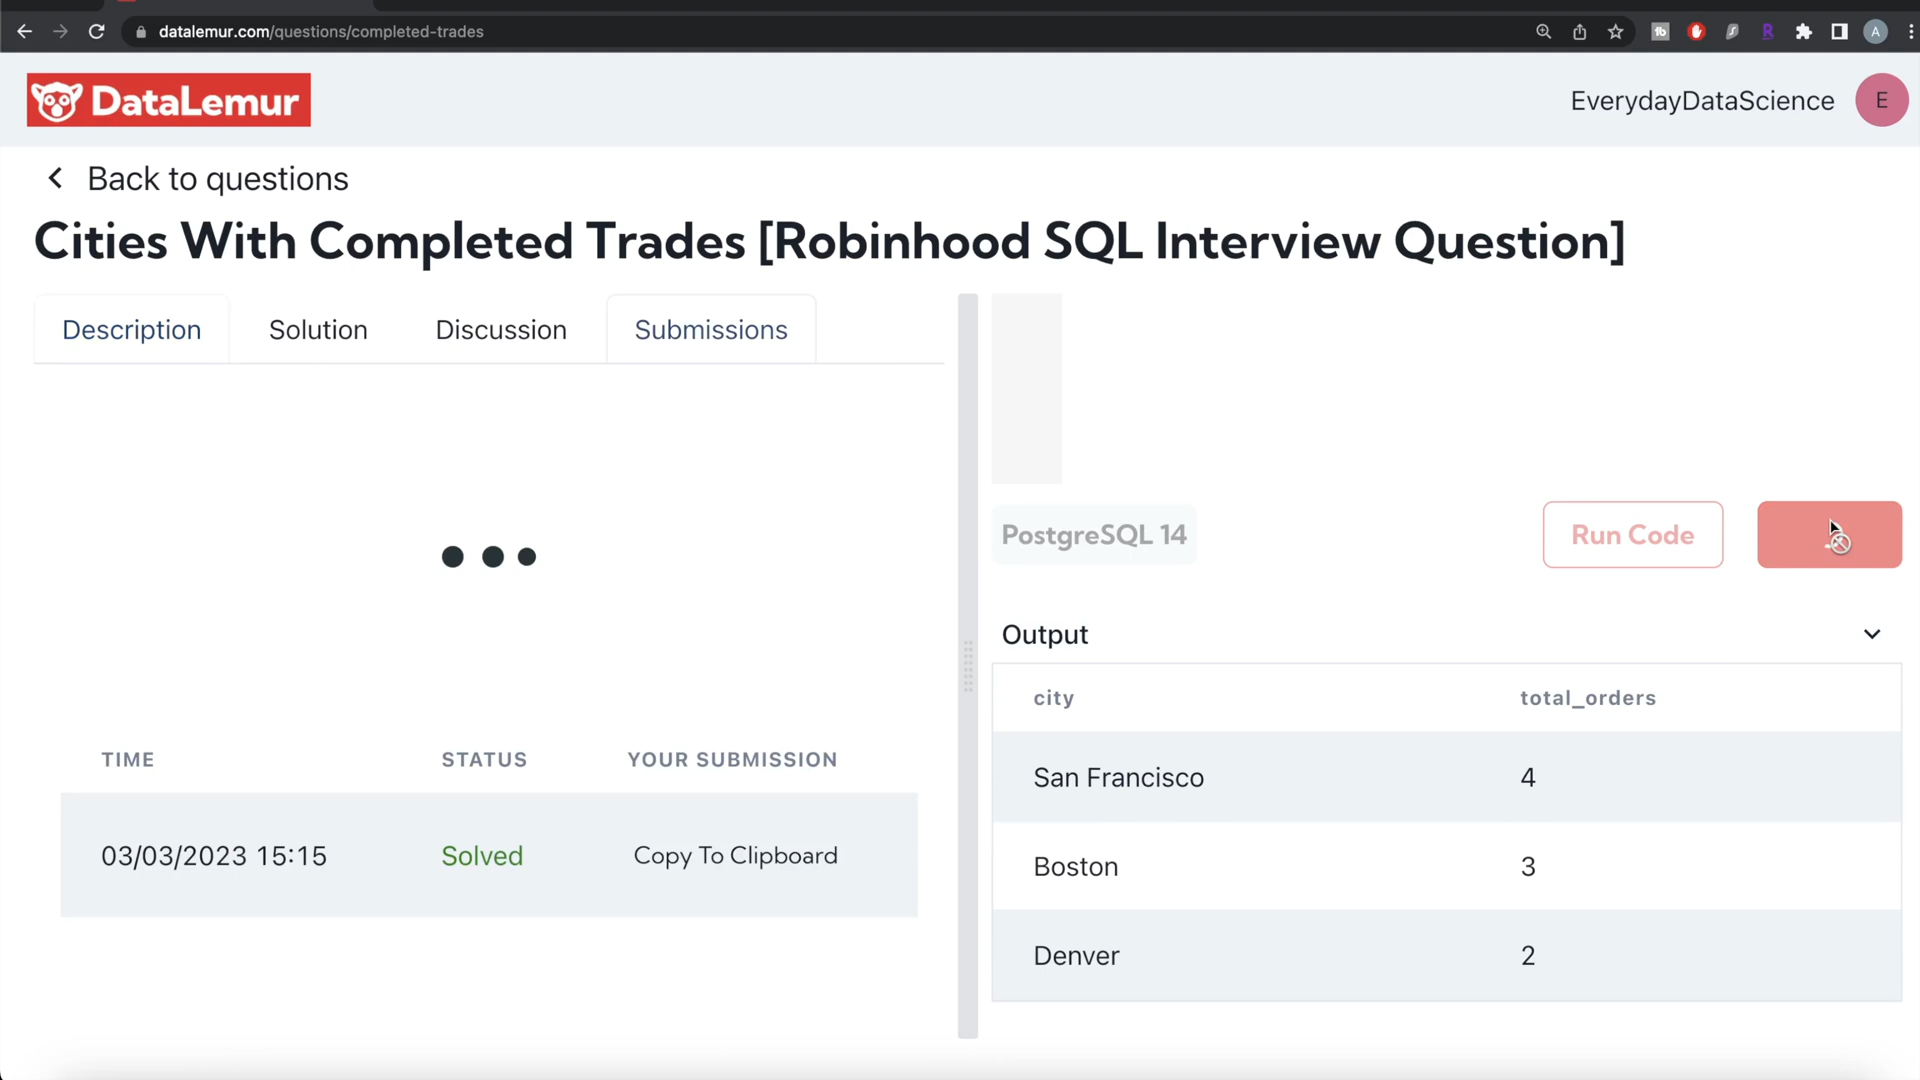 datalemur.com/questions/completed-trades
tb
R
A
DataLemur
EverydayDataScience
E
Back to questions
Cities With Completed Trades [Robinhood SQL Interview Question]
Description
Solution
Discussion
Submissions
PostgreSQL 14
Run Code
Output
city
total_orders
San Francisco
4
Boston
3
Denver
2
TIME
STATUS
YOUR SUBMISSION
03/03/2023 15:15
Solved
Copy To Clipboard